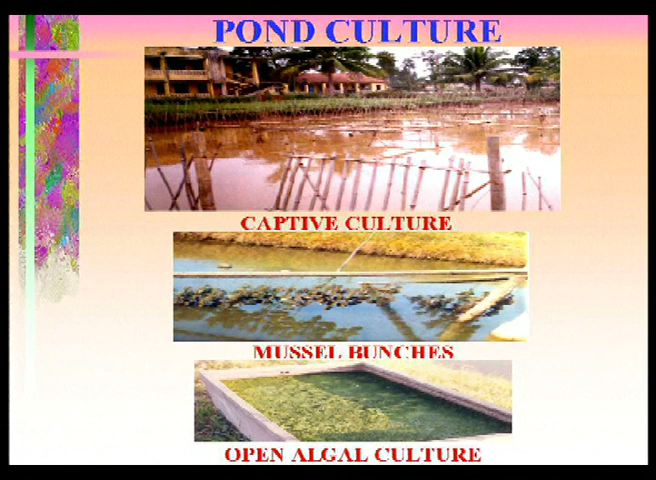 POND CULTURE
CAPTIVE CULTURE
MUSSEL BUNCHES
OPEN ALGAL CULTURE